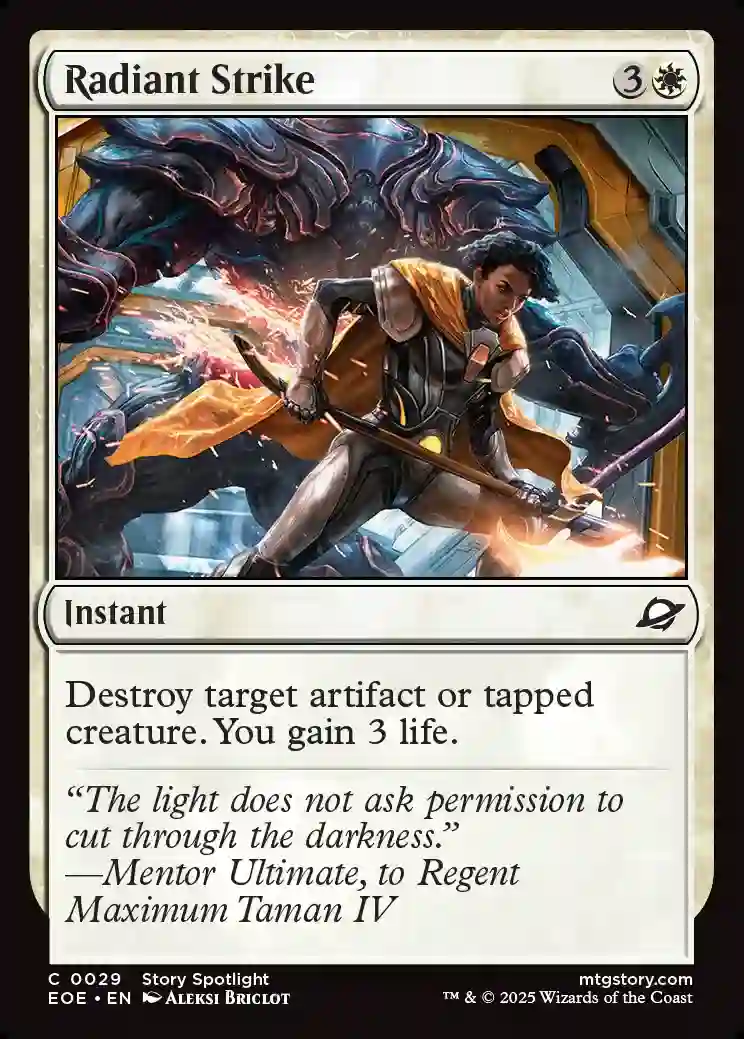 Radiant Strike 3
Instant
Destroy target artifact or tapped
creature. You gain 3 life.
“The light does not ask permission to
cut through the darkness.”
—Mentor Ultimate, to Regent
Maximum Taman IV
C 0029 Story Spotlight mtgstory.com
EOE • EN Aleksi Briclot ™ & © 2025 Wizards of the Coast